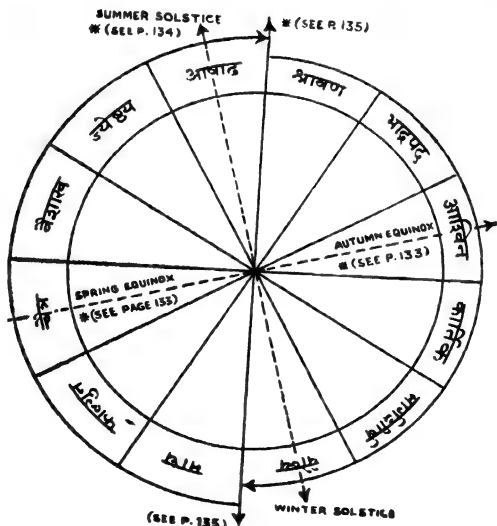 SUMMER SOLSTICE
* (SEE P. 134)
* (SEE P. 135)
आषाढ
श्रावण
ज्येष्ठय
भाद्रपद
वैशाख
आश्विन
AUTUMN EQUINOX
* (SEE P. 133)
SPRING EQUINOX
* (SEE PAGE 133)
चैत्र
कार्तिक
फाल्गुन
मार्गशीर्ष
माघ
पौष्य
WINTER SOLSTICE
(SEE P. 135)